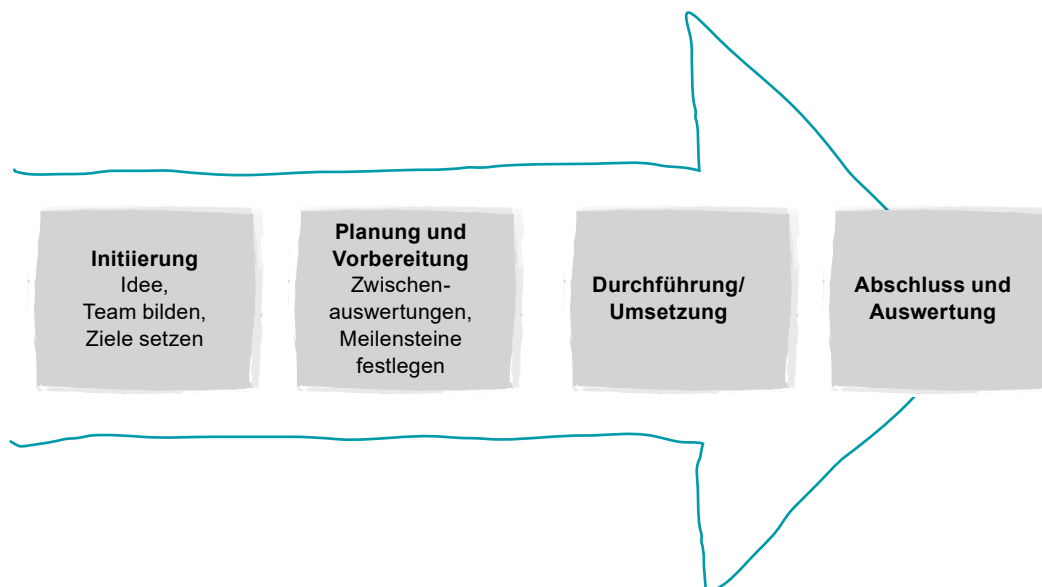 Initiierung
Idee,
Team bilden,
Ziele setzen
Planung und
Vorbereitung
Zwischen-
auswertungen,
Meilensteine
festlegen
Durchführung/
Umsetzung
Abschluss und
Auswertung